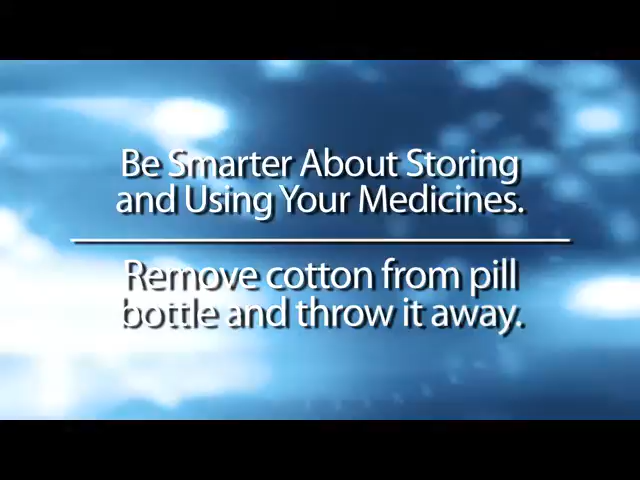 Be Smarter About Storing
and Using Your Medicines.
Remove cotton from pill
bottle and throw it away.